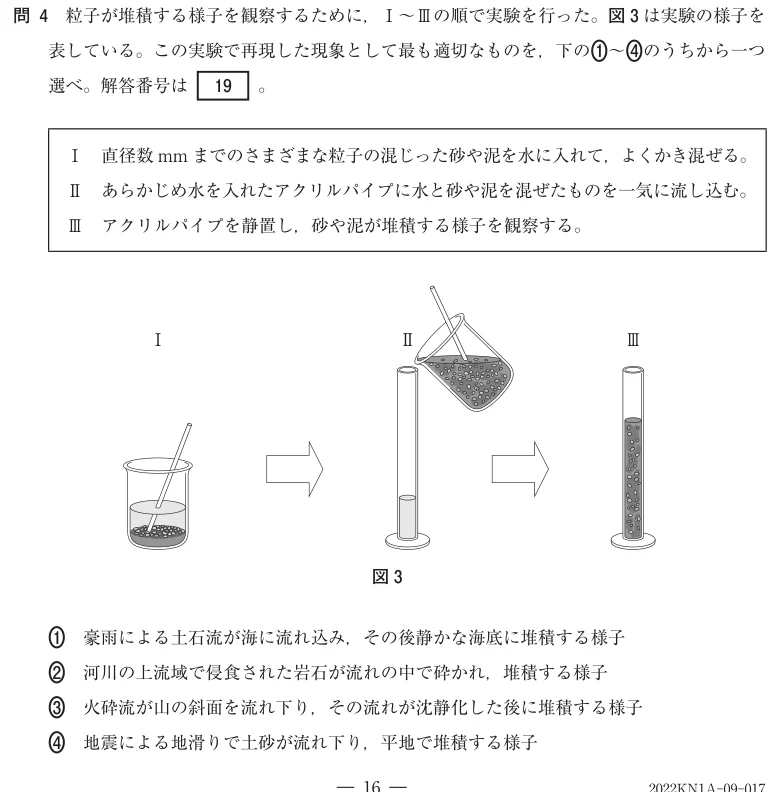 問 4 粒子が堆積する様子を観察するために，Ⅰ～Ⅲの順で実験を行った。図 3 は実験の様子を
表している。この実験で再現した現象として最も適切なものを，下の①～④のうちから一つ
選べ。解答番号は 19 。
Ⅰ 直径数 mm までのさまざまな粒子の混じった砂や泥を水に入れて，よくかき混ぜる。
Ⅱ あらかじめ水を入れたアクリルパイプに水と砂や泥を混ぜたものを一気に流し込む。
Ⅲ アクリルパイプを静置し，砂や泥が堆積する様子を観察する。
Ⅰ Ⅱ Ⅲ
図 3
① 豪雨による土石流が海に流れ込み，その後静かな海底に堆積する様子
② 河川の上流域で侵食された岩石が流れの中で砕かれ，堆積する様子
③ 火砕流が山の斜面を流れ下り，その流れが沈静化した後に堆積する様子
④ 地震による地滑りで土砂が流れ下り，平地で堆積する様子
— 16 —
2022KN1A-09-017